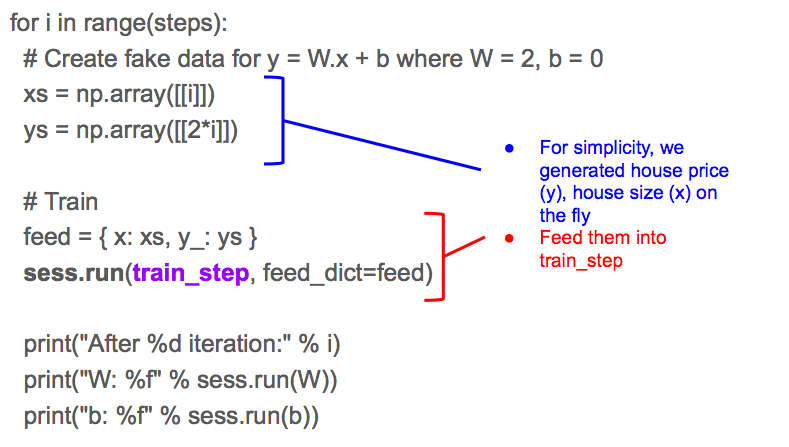 for i in range(steps):
# Create fake data for y = W.x + b where W = 2, b = 0
xs = np.array([[i]])
ys = np.array([[2*i]])
# Train
feed = { x: xs, y_: ys }
sess.run(train_step, feed_dict=feed)
print("After %d iteration:" % i)
print("W: %f" % sess.run(W))
print("b: %f" % sess.run(b))
● For simplicity, we
generated house price
(y), house size (x) on
the fly
● Feed them into
train_step